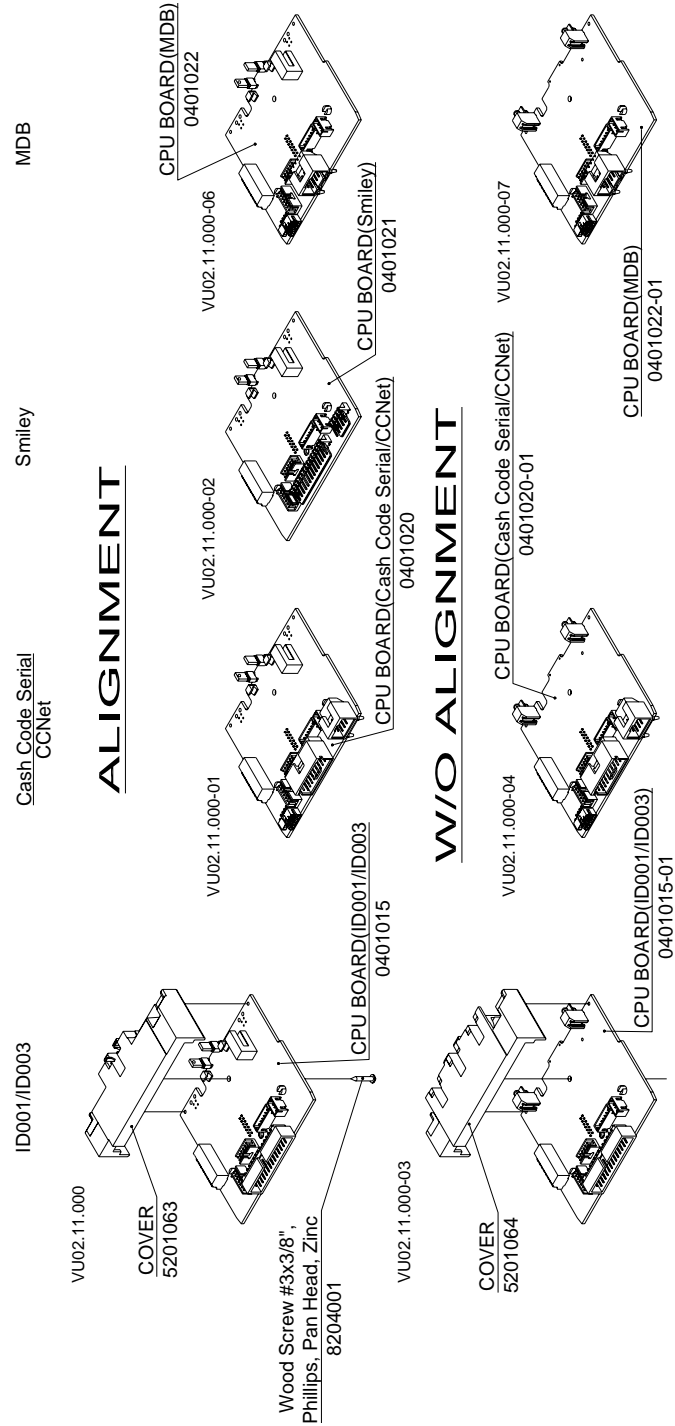 ID001/ID003
Cash Code Serial
CCNet
Smiley
MDB
ALIGNMENT
VU02.11.000
COVER
5201063
Wood Screw #3x3/8",
Phillips, Pan Head, Zinc
8204001
CPU BOARD(ID001/ID003)
0401015
VU02.11.000-01
CPU BOARD(Cash Code Serial/CCNet)
0401020
VU02.11.000-02
CPU BOARD(Smiley)
0401021
VU02.11.000-06
CPU BOARD(MDB)
0401022
W/O ALIGNMENT
VU02.11.000-03
COVER
5201064
CPU BOARD(ID001/ID003)
0401015-01
VU02.11.000-04
CPU BOARD(Cash Code Serial/CCNet)
0401020-01
VU02.11.000-07
CPU BOARD(MDB)
0401022-01